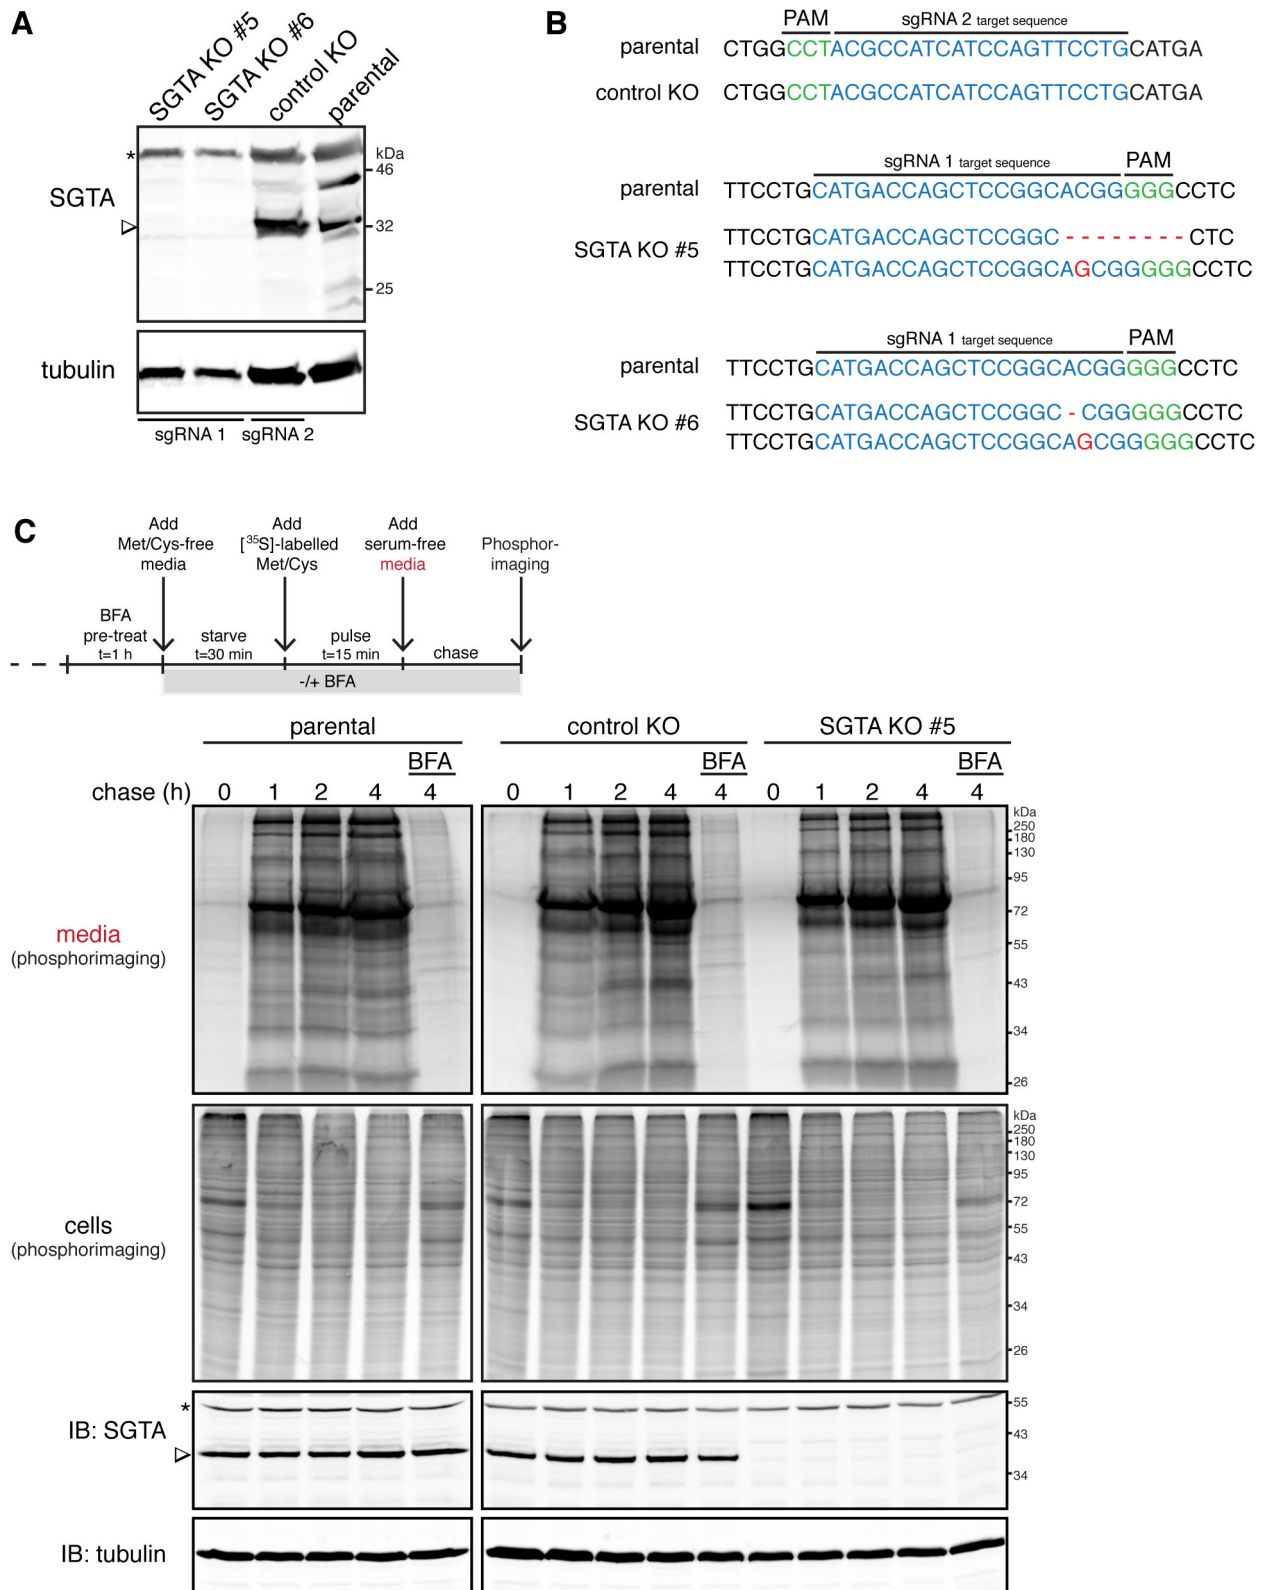 A
SGTA KO #5
SGTA KO #6
control KO
parental
*
kDa
46
SGTA
32
25
tubulin
sgRNA 1 sgRNA 2
B
PAM sgRNA 2 target sequence
parental CTGGCCTACGCCATCATCCAGTTCCTGCATGA
control KO CTGGCCTACGCCATCATCCAGTTCCTGCATGA
sgRNA 1 target sequence PAM
parental TTCCTGCATGACCAGCTCCGGCACGGGGGCCTC
SGTA KO #5
TTCCTGCATGACCAGCTCCGGC - - - - - - - - CTC
TTCCTGCATGACCAGCTCCGGCAGCGGGGGCCTC
sgRNA 1 target sequence PAM
parental TTCCTGCATGACCAGCTCCGGCACGGGGGCCTC
SGTA KO #6
TTCCTGCATGACCAGCTCCGGC - CGGGGGCCTC
TTCCTGCATGACCAGCTCCGGCAGCGGGGGCCTC
C
Add Met/Cys-free media
Add [35S]-labelled Met/Cys
Add serum-free media
Phosphor-imaging
BFA pre-treat t=1 h
starve t=30 min
pulse t=15 min
chase
-/+ BFA
parental control KO SGTA KO #5
BFA BFA BFA
chase (h) 0 1 2 4 4 0 1 2 4 4 0 1 2 4 4
kDa
250
180
130
95
72
55
43
34
26
media
(phosphorimaging)
kDa
250
180
130
95
72
55
43
34
26
cells
(phosphorimaging)
*
IB: SGTA
55
43
34
IB: tubulin